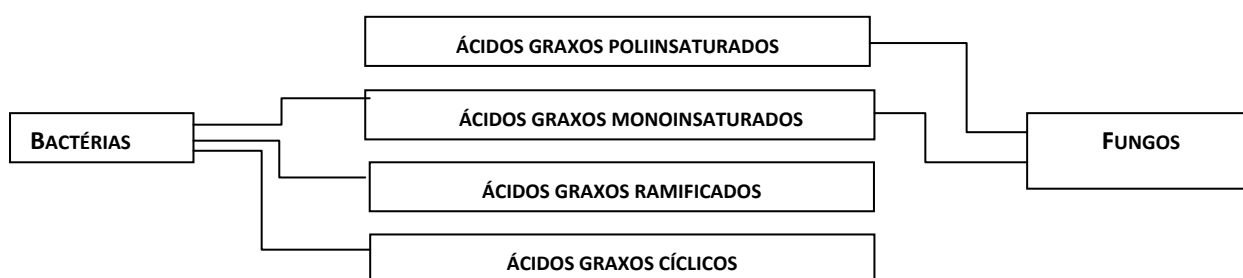 ÁCIDOS GRAXOS POLIINSATURADOS
ÁCIDOS GRAXOS MONOINSATURADOS
BACTÉRIAS
FUNGOS
ÁCIDOS GRAXOS RAMIFICADOS
ÁCIDOS GRAXOS CÍCLICOS